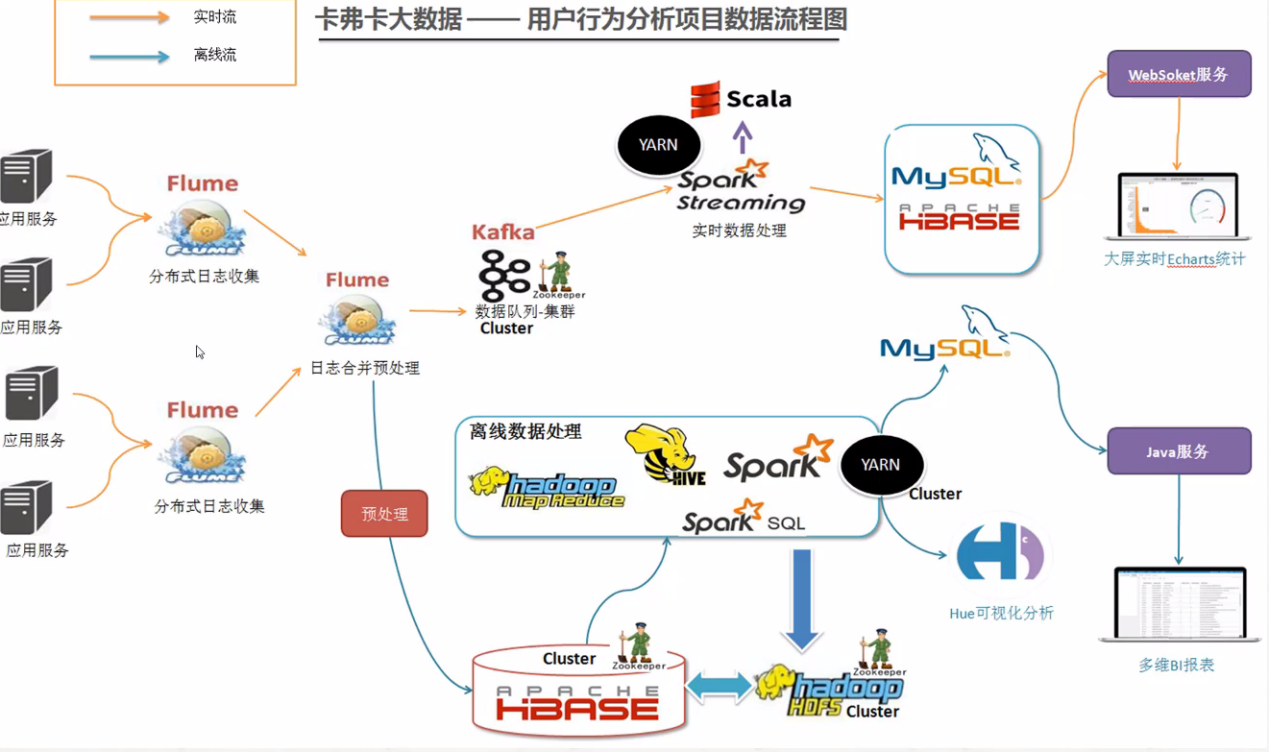 实时流
离线流
卡弗卡大数据 —— 用户行为分析项目数据流程图
WebSoket服务
Scala
YARN
Spark
Streaming
实时数据处理
MySQL
APACHE
HBASE
大屏实时Echarts统计
应用服务
应用服务
应用服务
应用服务
Flume
FLUME
分布式日志收集
Flume
FLUME
分布式日志收集
Flume
FLUME
日志合并预处理
Kafka
Zookeeper
数据队列-集群
Cluster
MySQL
离线数据处理
HIVE
Spark
hadoop
Map Reduce
Spark SQL
YARN
Cluster
Java服务
预处理
Hue可视化分析
多维BI报表
Cluster
Zookeeper
APACHE
HBASE
Zookeeper
hadoop
HDFS Cluster